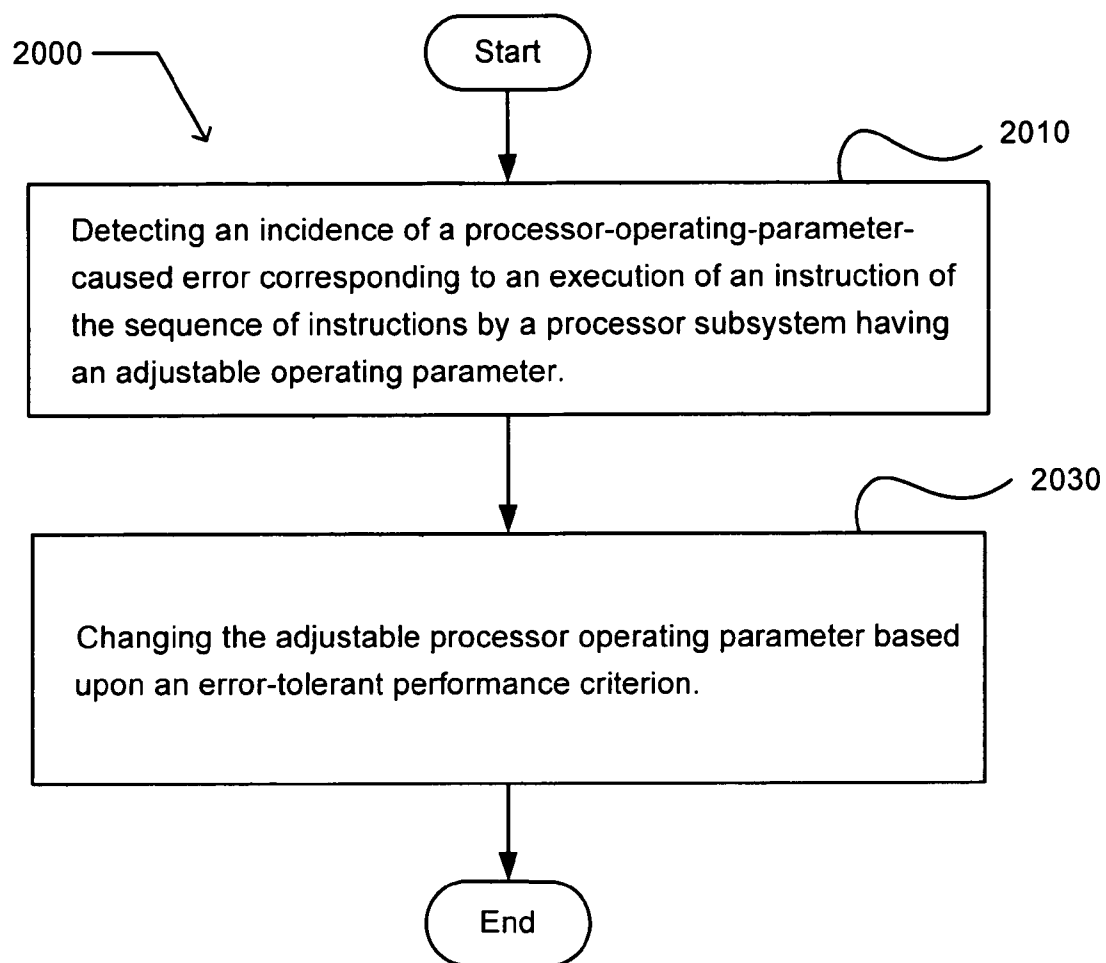 2000
Start
2010
Detecting an incidence of a processor-operating-parameter-
caused error corresponding to an execution of an instruction of
the sequence of instructions by a processor subsystem having
an adjustable operating parameter.
2030
Changing the adjustable processor operating parameter based
upon an error-tolerant performance criterion.
End